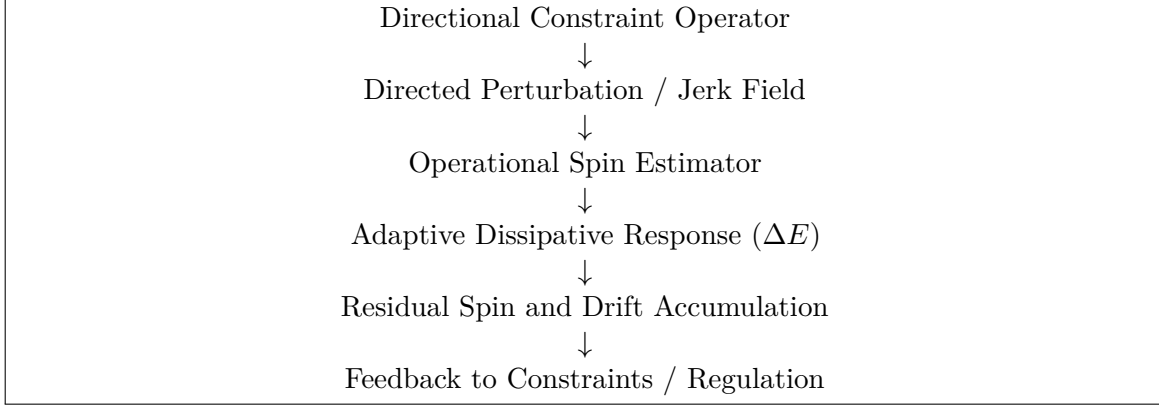 Directional Constraint Operator
↓
Directed Perturbation / Jerk Field
↓
Operational Spin Estimator
↓
Adaptive Dissipative Response (ΔE)
↓
Residual Spin and Drift Accumulation
↓
Feedback to Constraints / Regulation